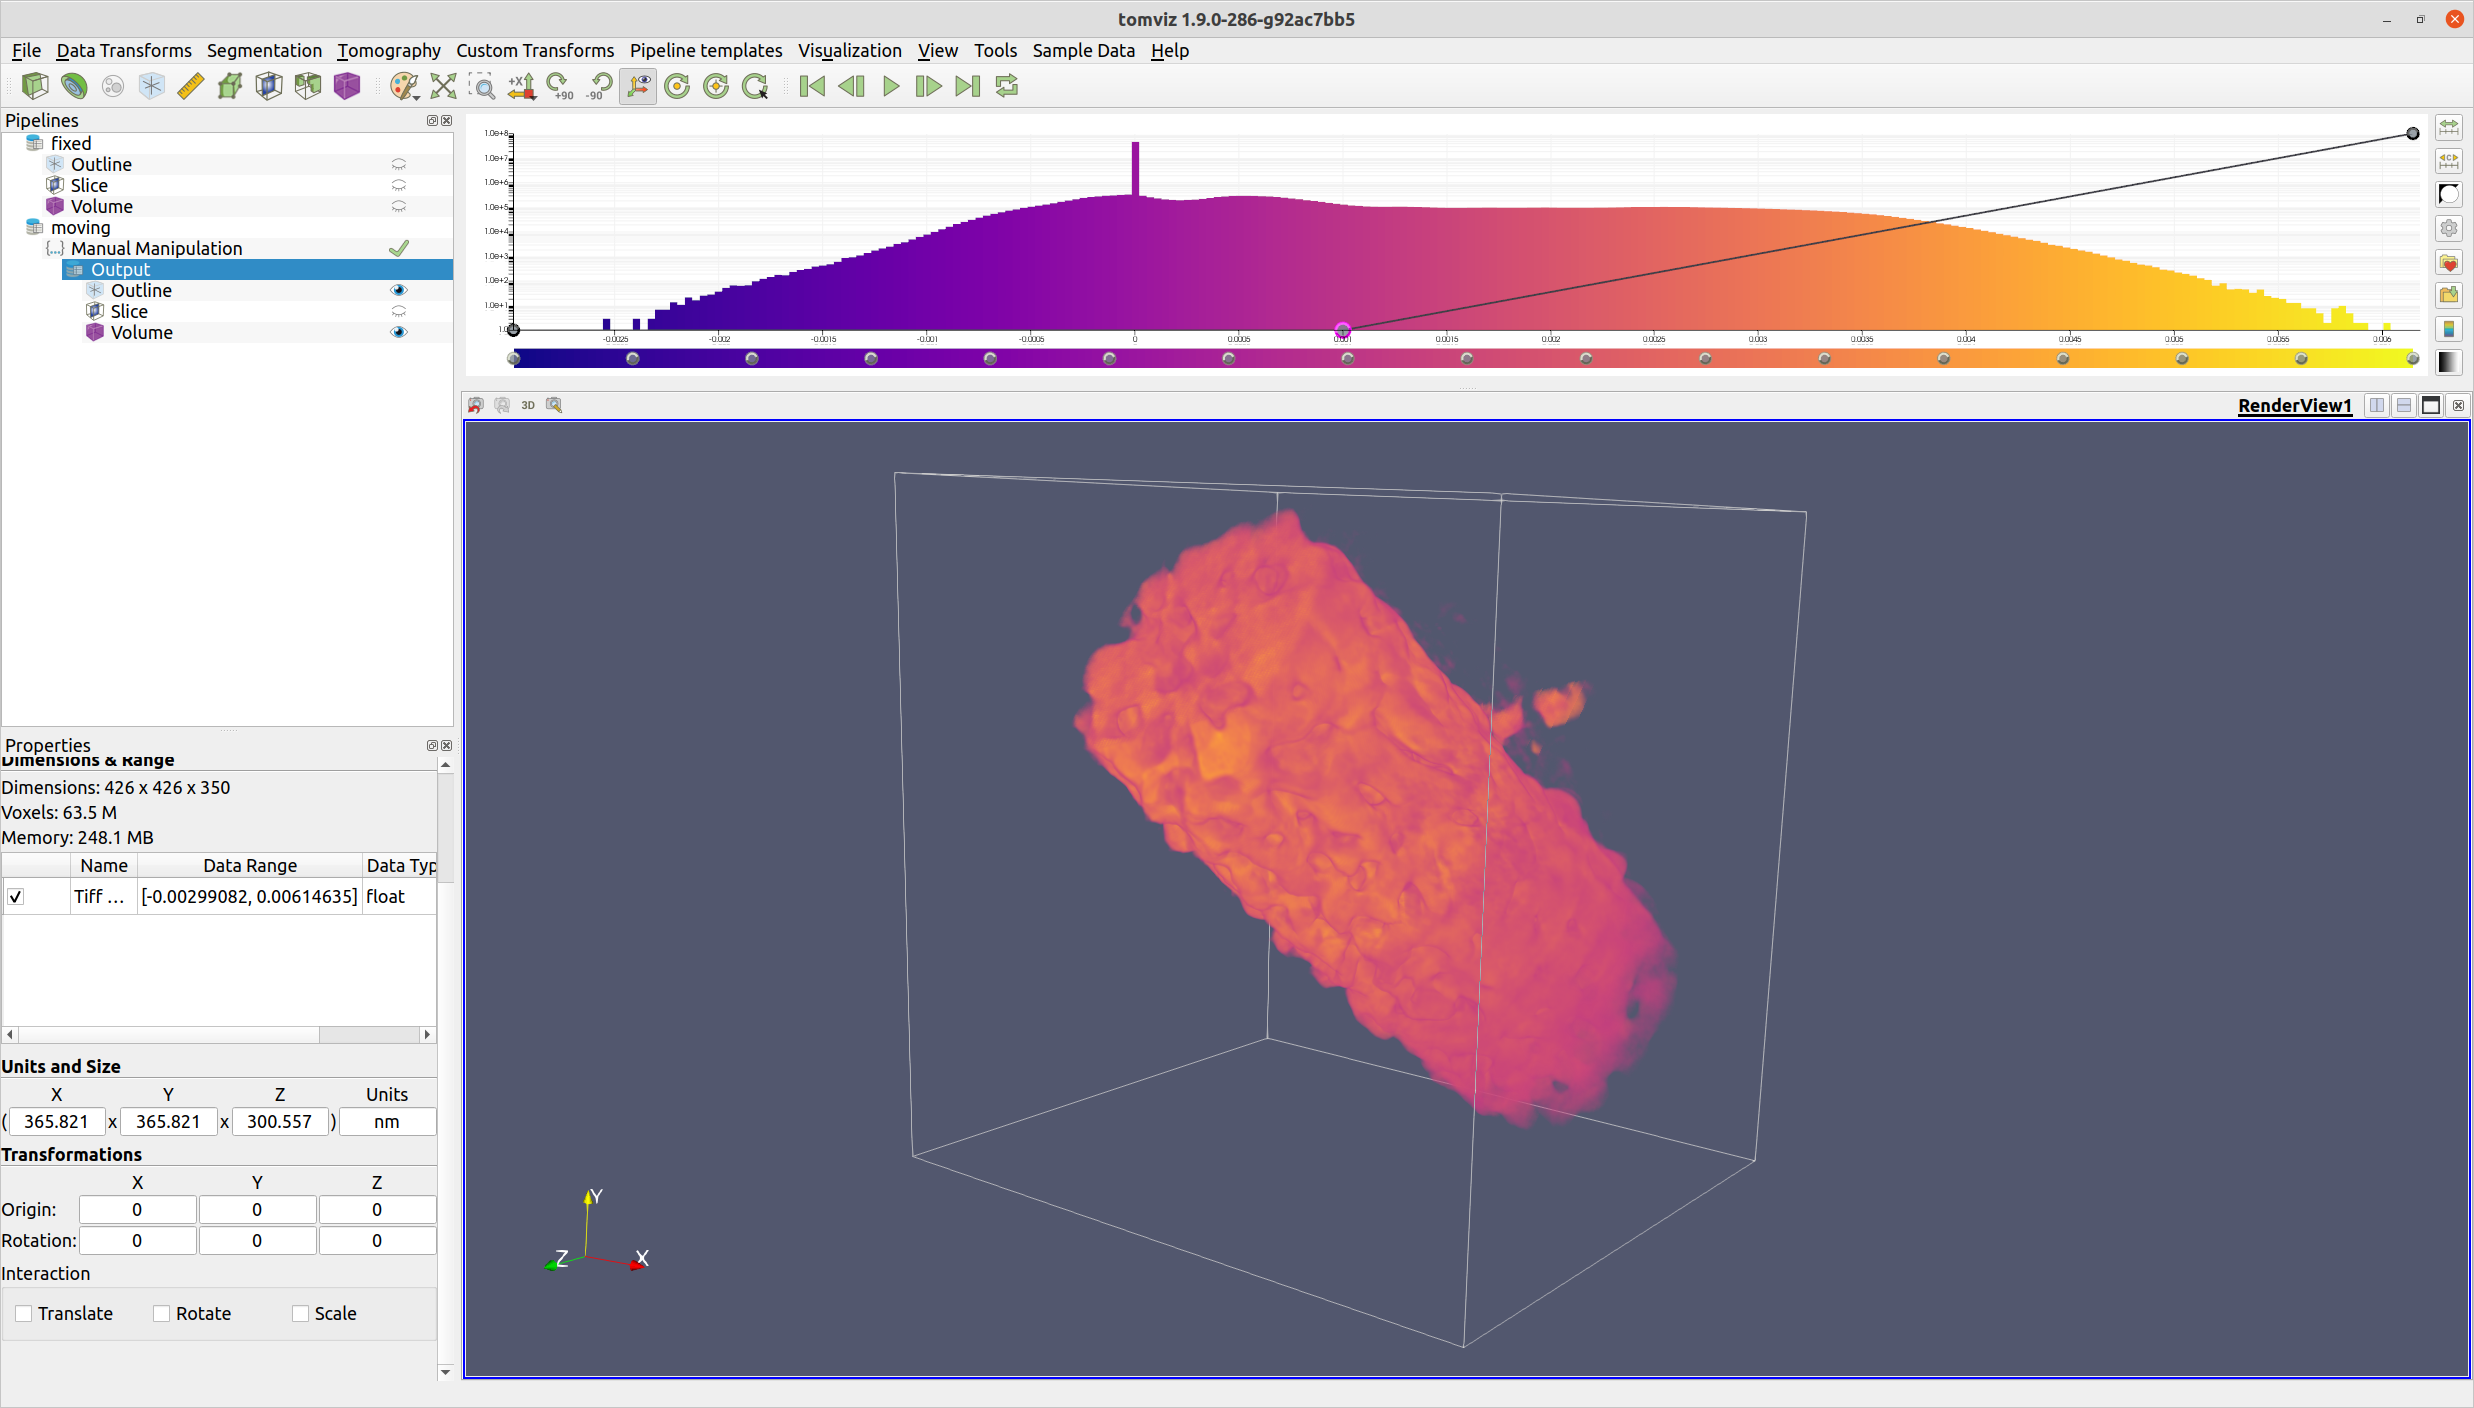 tomviz 1.9.0-286-g92ac7bb5
File Data Transforms Segmentation Tomography Custom Transforms Pipeline templates Visualization View Tools Sample Data Help
+X +90 -90
Pipelines
fixed
Outline
Slice
Volume
moving
{...} Manual Manipulation
Output
Outline
Slice
Volume
1.0e+8
1.0e+7
1.0e+6
1.0e+5
1.0e+4
1.0e+3
1.0e+2
1.0e+1
1.0
-0.0025 -0.002 -0.0015 -0.001 -0.0005 0 0.0005 0.001 0.0015 0.002 0.0025 0.003 0.0035 0.004 0.0045 0.005 0.0055 0.006
C
3D
RenderView1
Properties
Dimensions & Range
Dimensions: 426 x 426 x 350
Voxels: 63.5 M
Memory: 248.1 MB
Name Data Range Data Typ
Tiff ... [-0.00299082, 0.00614635] float
Units and Size
X Y Z Units
( 365.821 x 365.821 x 300.557 ) nm
Transformations
X Y Z
Origin: 0 0 0
Rotation: 0 0 0
Interaction
Translate Rotate Scale
Y
Z
X